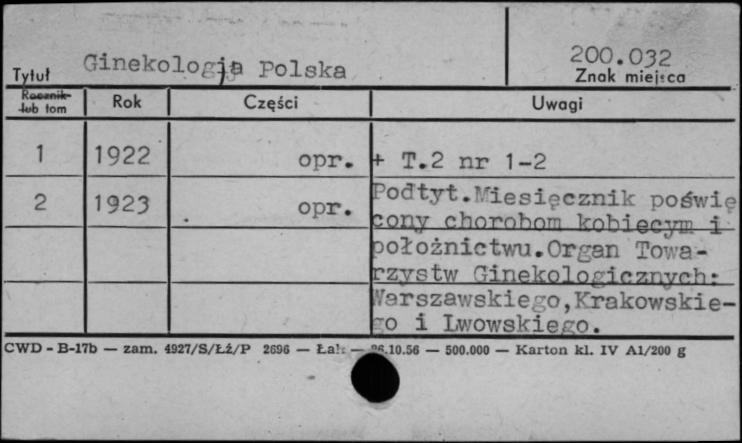 Tytuł Ginekologja Polska 200.032
Znak miejsca
Rocznik lub tom Rok Części Uwagi
1 1922 opr. + T.2 nr 1-2
2 1923 opr. Podtyt.Miesięcznik poświę
cony chorobom kobiecym i
położnictwu.Organ Towa-
rzystw Ginekologicznych:
Warszawskiego,Krakowskie-
go i Lwowskiego.
CWD - B-17b — zam. 4927/S/ŁŻ/P 2696 — 26.10.56 — 500.000 — Karton kl. IV A1/200 g